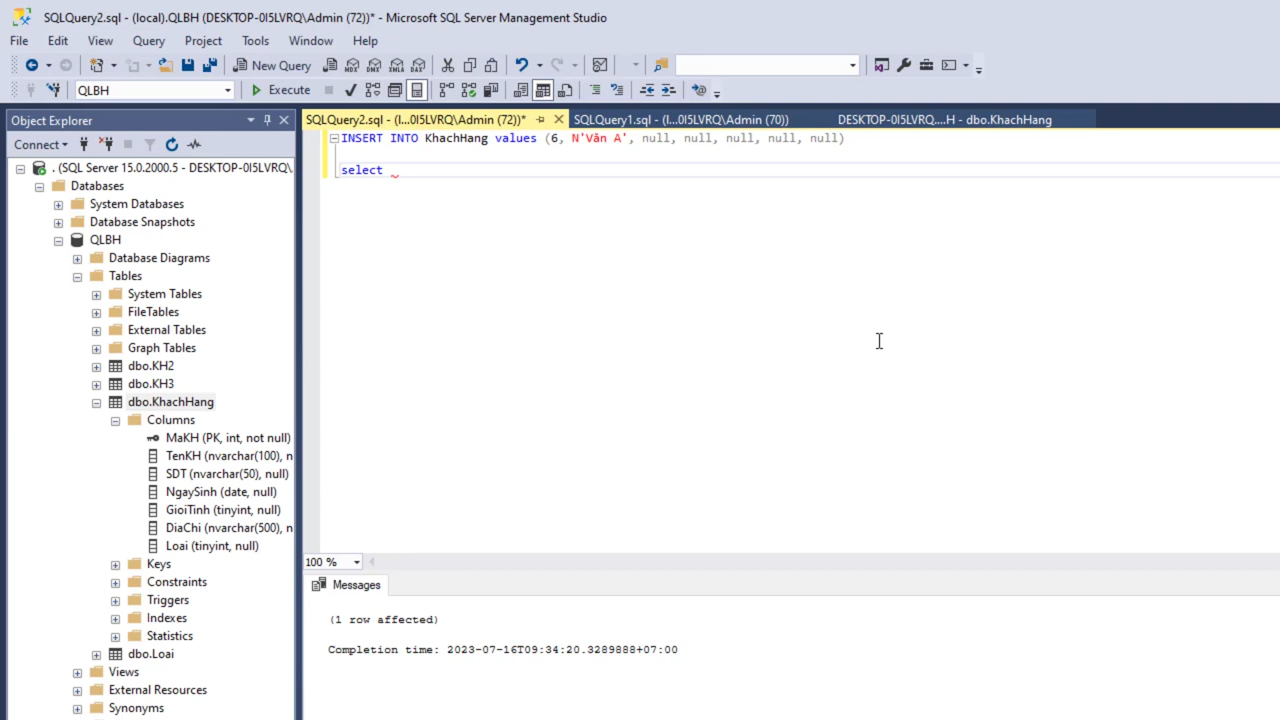 SQLQuery2.sql - (local).QLBH (DESKTOP-0I5LVRQ\Admin (72))* - Microsoft SQL Server Management Studio
File Edit View Query Project Tools Window Help
New Query MDX DMX XMLA DAX
QLBH Execute
Object Explorer
SQLQuery2.sql - (l...0I5LVRQ\Admin (72))* SQLQuery1.sql - (l...0I5LVRQ\Admin (70)) DESKTOP-0I5LVRQ....H - dbo.KhachHang
INSERT INTO KhachHang values (6, N'Văn A', null, null, null, null, null)
select
Connect
. (SQL Server 15.0.2000.5 - DESKTOP-0I5LVRQ\
Databases
System Databases
Database Snapshots
QLBH
Database Diagrams
Tables
System Tables
FileTables
External Tables
Graph Tables
dbo.KH2
dbo.KH3
dbo.KhachHang
Columns
MaKH (PK, int, not null)
TenKH (nvarchar(100), n
SDT (nvarchar(50), null)
NgaySinh (date, null)
GioiTinh (tinyint, null)
DiaChi (nvarchar(500), n
Loai (tinyint, null)
Keys
Constraints
Triggers
Indexes
Statistics
dbo.Loai
Views
External Resources
Synonyms
100 %
Messages
(1 row affected)
Completion time: 2023-07-16T09:34:20.3289888+07:00